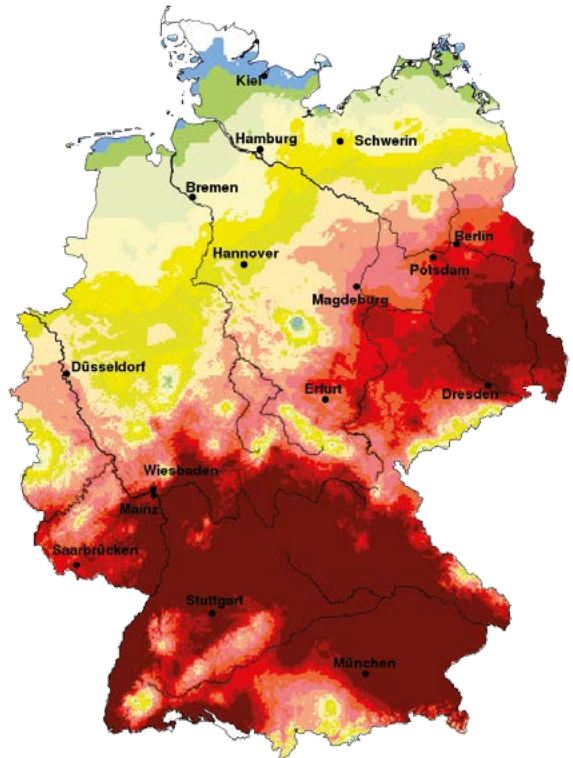 Kiel
Hamburg
Schwerin
Bremen
Berlin
Hannover
Potsdam
Magdeburg
Düsseldorf
Erfurt
Dresden
Wiesbaden
Mainz
Saarbrücken
Stuttgart
München